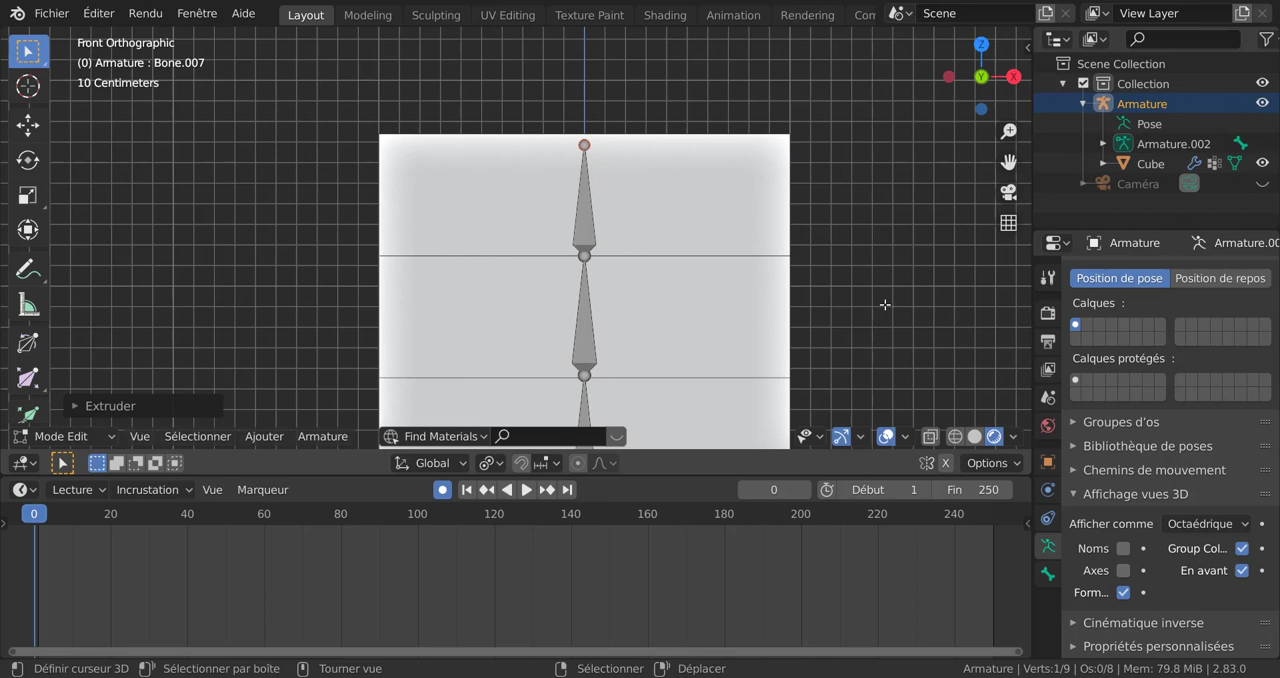 Fichier Éditer Rendu Fenêtre Aide Layout Modeling Sculpting UV Editing Texture Paint Shading Animation Rendering Con Scene View Layer
Front Orthographic
(0) Armature : Bone.007
10 Centimeters
Z
Y X
Scene Collection
Collection
Armature
Pose
Armature.002
Cube
Caméra
Armature Armature.00
Position de pose Position de repos
Calques :
Calques protégés :
Groupes d'os
Bibliothèque de poses
Chemins de mouvement
Affichage vues 3D
Afficher comme Octaédrique
Noms Group Col...
Axes En avant
Form...
Cinématique inverse
Propriétés personnalisées
Extruder
Mode Edit Vue Sélectionner Ajouter Armature Find Materials
Global X Options
Lecture Incrustation Vue Marqueur 0 Début 1 Fin 250
0 20 40 60 80 100 120 140 160 180 200 220 240
Définir curseur 3D Sélectionner par boîte Tourner vue Sélectionner Déplacer Armature | Verts:1/9 | Os:0/8 | Mem: 79.8 MiB | 2.83.0